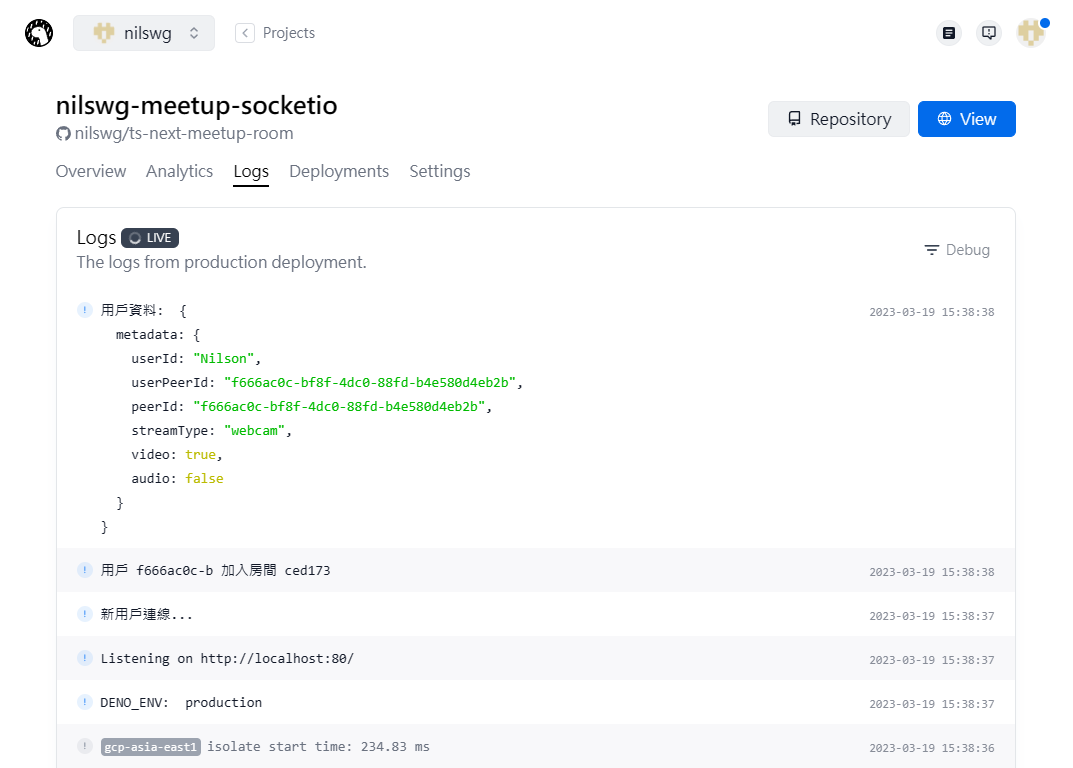 nilswg
Projects
nilswg-meetup-socketio
nilswg/ts-next-meetup-room
Repository
View
Overview Analytics Logs Deployments Settings
Logs LIVE
The logs from production deployment.
Debug
用戶資料:  {
2023-03-19 15:38:38
metadata: {
userId: "Nilson",
userPeerId: "f666ac0c-bf8f-4dc0-88fd-b4e580d4eb2b",
peerId: "f666ac0c-bf8f-4dc0-88fd-b4e580d4eb2b",
streamType: "webcam",
video: true,
audio: false
}
}
用戶 f666ac0c-b 加入房間 ced173
2023-03-19 15:38:38
新用戶連線...
2023-03-19 15:38:37
Listening on http://localhost:80/
2023-03-19 15:38:37
DENO_ENV:  production
2023-03-19 15:38:37
gcp-asia-east1 isolate start time: 234.83 ms
2023-03-19 15:38:36